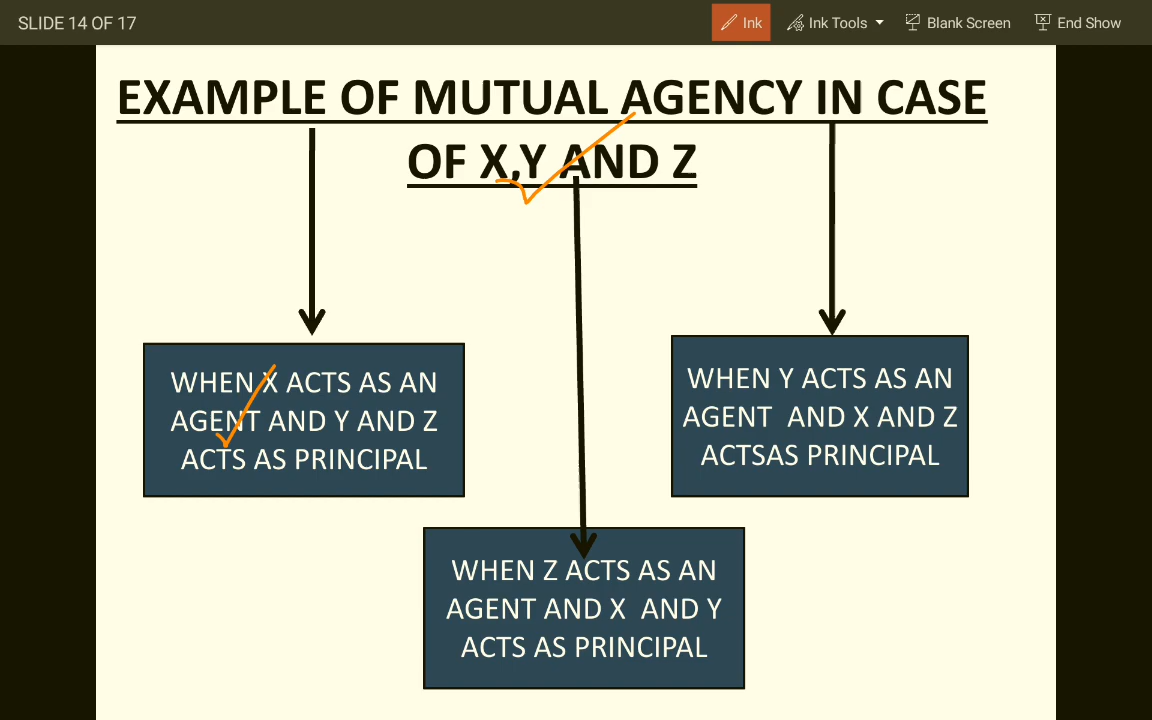 SLIDE 14 OF 17
Ink
Ink Tools
Blank Screen
End Show
EXAMPLE OF MUTUAL AGENCY IN CASE
OF X,Y AND Z
WHEN X ACTS AS AN
AGENT AND Y AND Z
ACTS AS PRINCIPAL
WHEN Y ACTS AS AN
AGENT AND X AND Z
ACTSAS PRINCIPAL
WHEN Z ACTS AS AN
AGENT AND X AND Y
ACTS AS PRINCIPAL